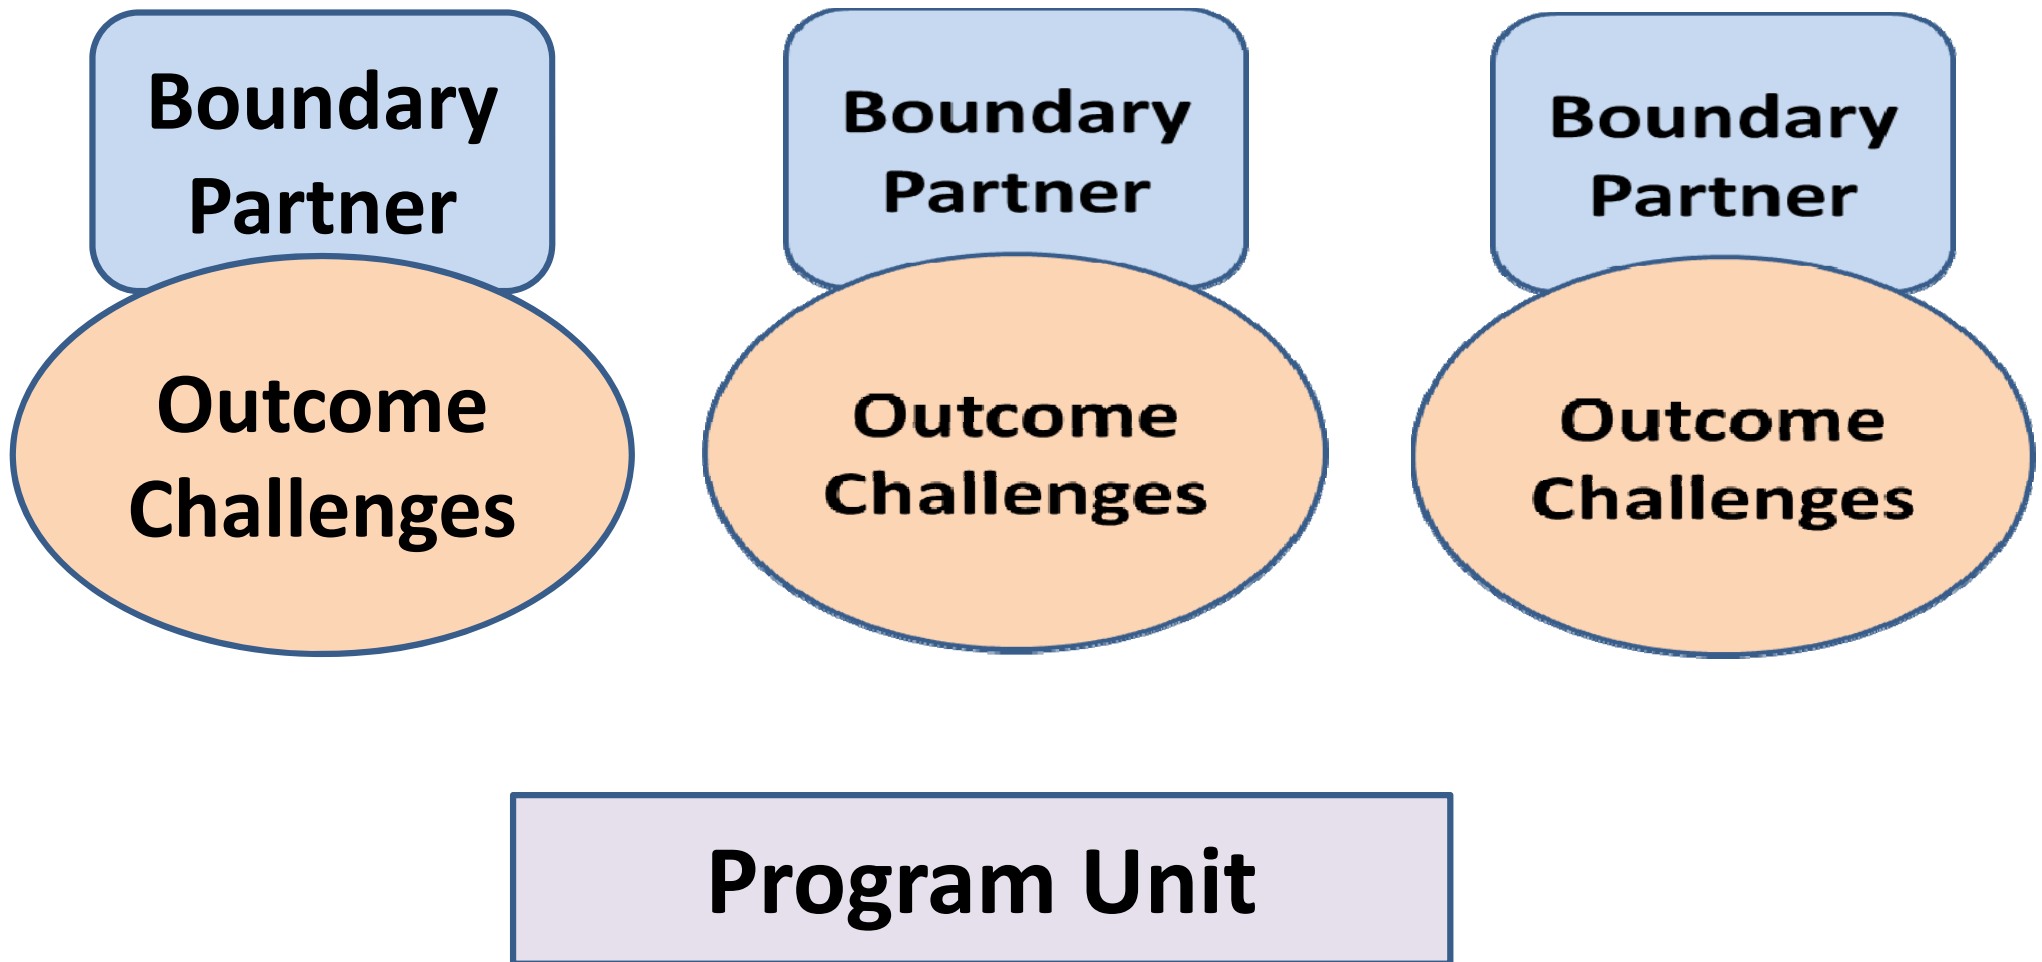 Boundary
Partner
Outcome
Challenges
Boundary
Partner
Outcome
Challenges
Boundary
Partner
Outcome
Challenges
Program Unit